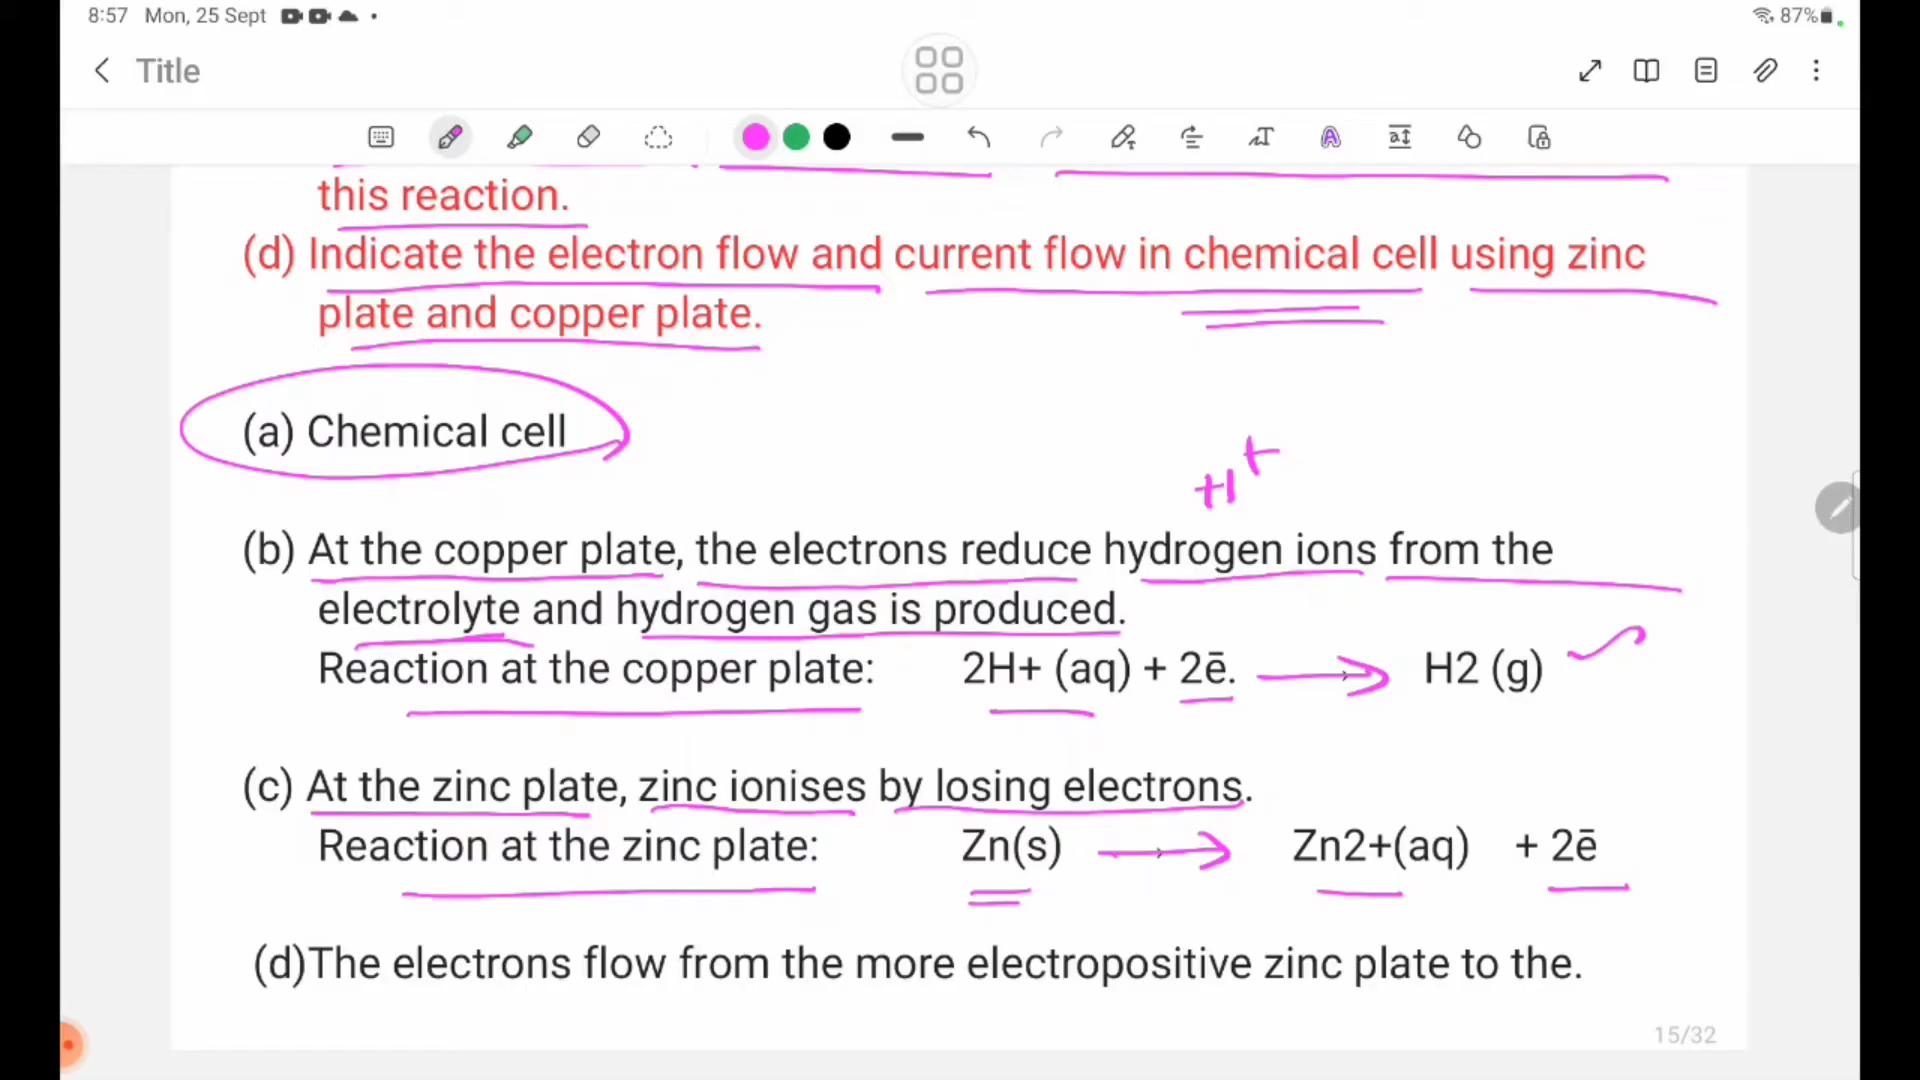 8:57 Mon, 25 Sept
87%
Title
this reaction.
(d) Indicate the electron flow and current flow in chemical cell using zinc
plate and copper plate.
(a) Chemical cell
H+
(b) At the copper plate, the electrons reduce hydrogen ions from the
electrolyte and hydrogen gas is produced.
Reaction at the copper plate: 2H+ (aq) + 2ē. → H2 (g)
(c) At the zinc plate, zinc ionises by losing electrons.
Reaction at the zinc plate: Zn(s) → Zn2+(aq) + 2ē
(d)The electrons flow from the more electropositive zinc plate to the.
15/32